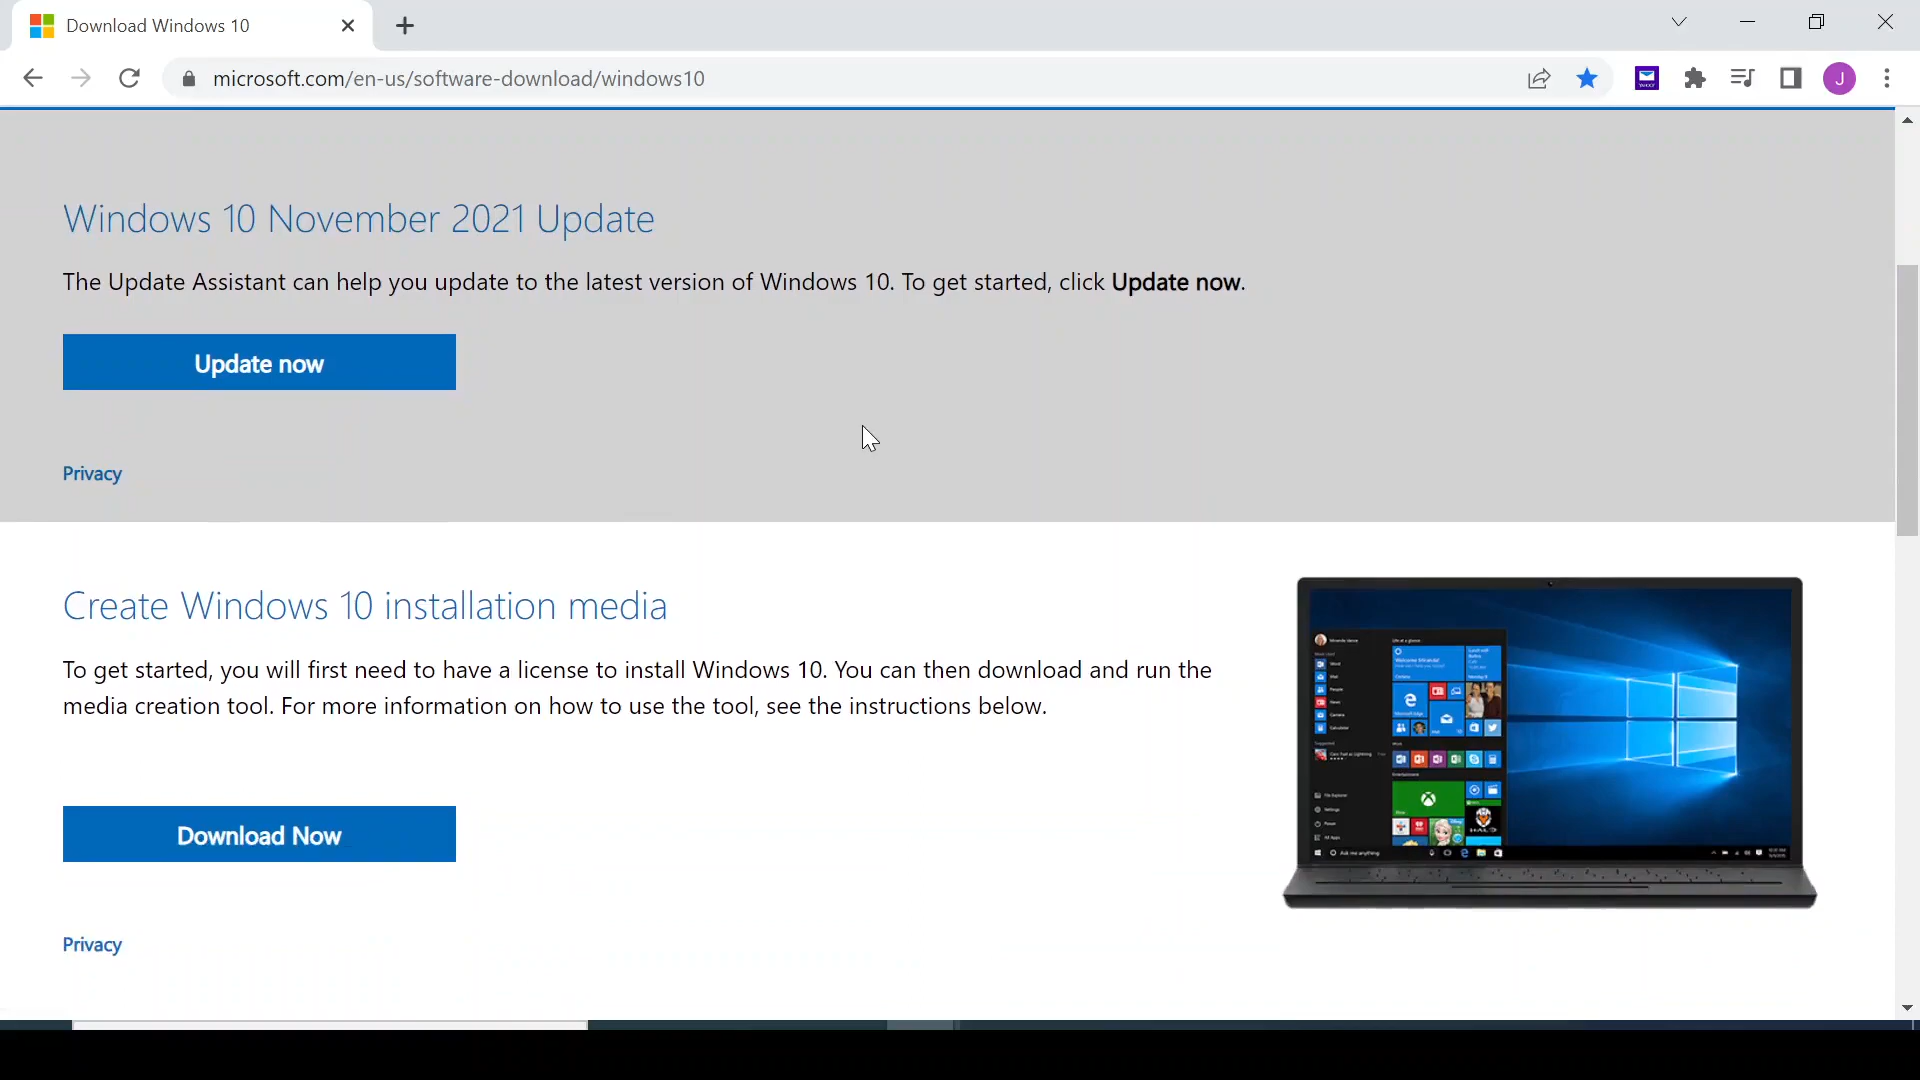 Download Windows 10
microsoft.com/en-us/software-download/windows10
J
Windows 10 November 2021 Update
The Update Assistant can help you update to the latest version of Windows 10. To get started, click Update now.
Update now
Privacy
Create Windows 10 installation media
To get started, you will first need to have a license to install Windows 10. You can then download and run the
media creation tool. For more information on how to use the tool, see the instructions below.
Download Now
Privacy